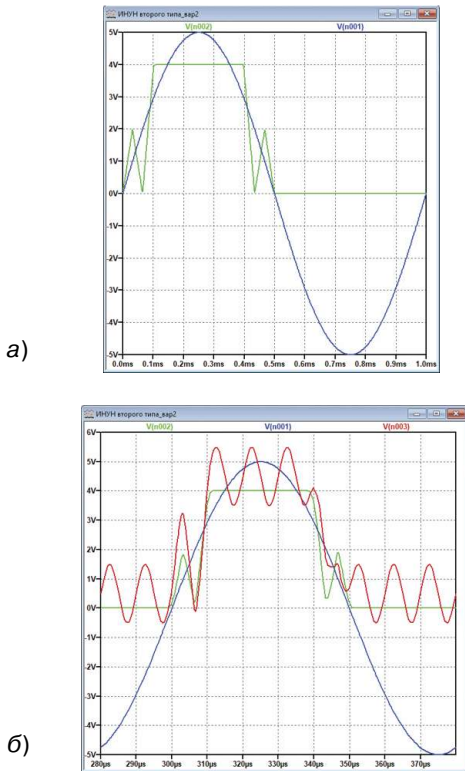 ИНУН второго типа_вар2
V(n002) V(n001)
5V
4V
3V
2V
1V
0V
-1V
-2V
-3V
-4V
-5V
0.0ms 0.1ms 0.2ms 0.3ms 0.4ms 0.5ms 0.6ms 0.7ms 0.8ms 0.9ms 1.0ms
а)
ИНУН второго типа_вар2
V(n002) V(n001) V(n003)
6V
5V
4V
3V
2V
1V
0V
-1V
-2V
-3V
-4V
-5V
280µs 290µs 300µs 310µs 320µs 330µs 340µs 350µs 360µs 370µs
б)